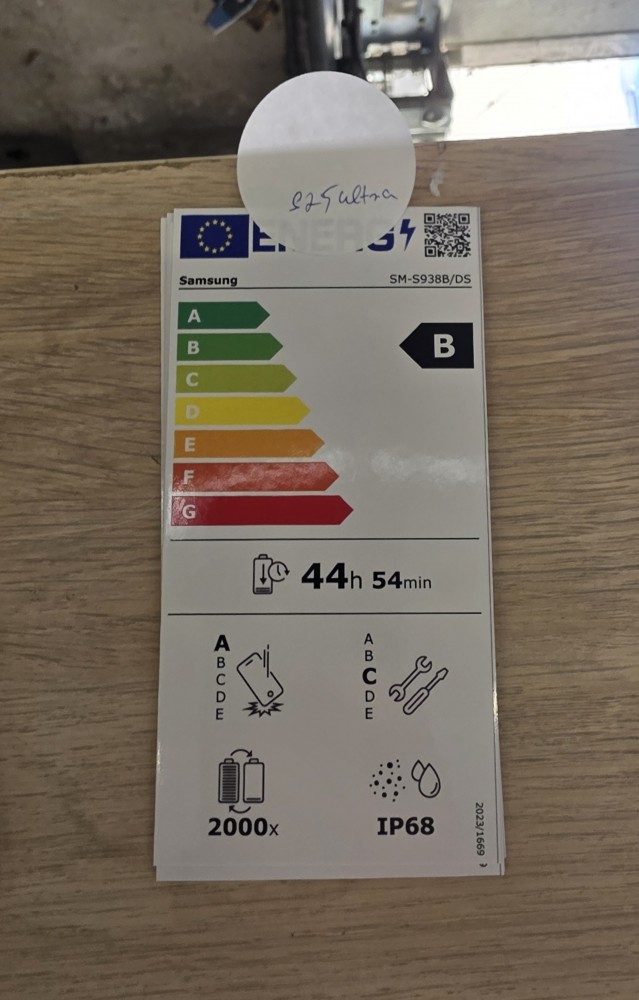 S25 ultra
ENERG
Samsung SM-S938B/DS
A
B
B
C
D
E
F
G
44h 54min
A
B
C
D
E
A
B
C
D
E
2000x
IP68
2023/1669